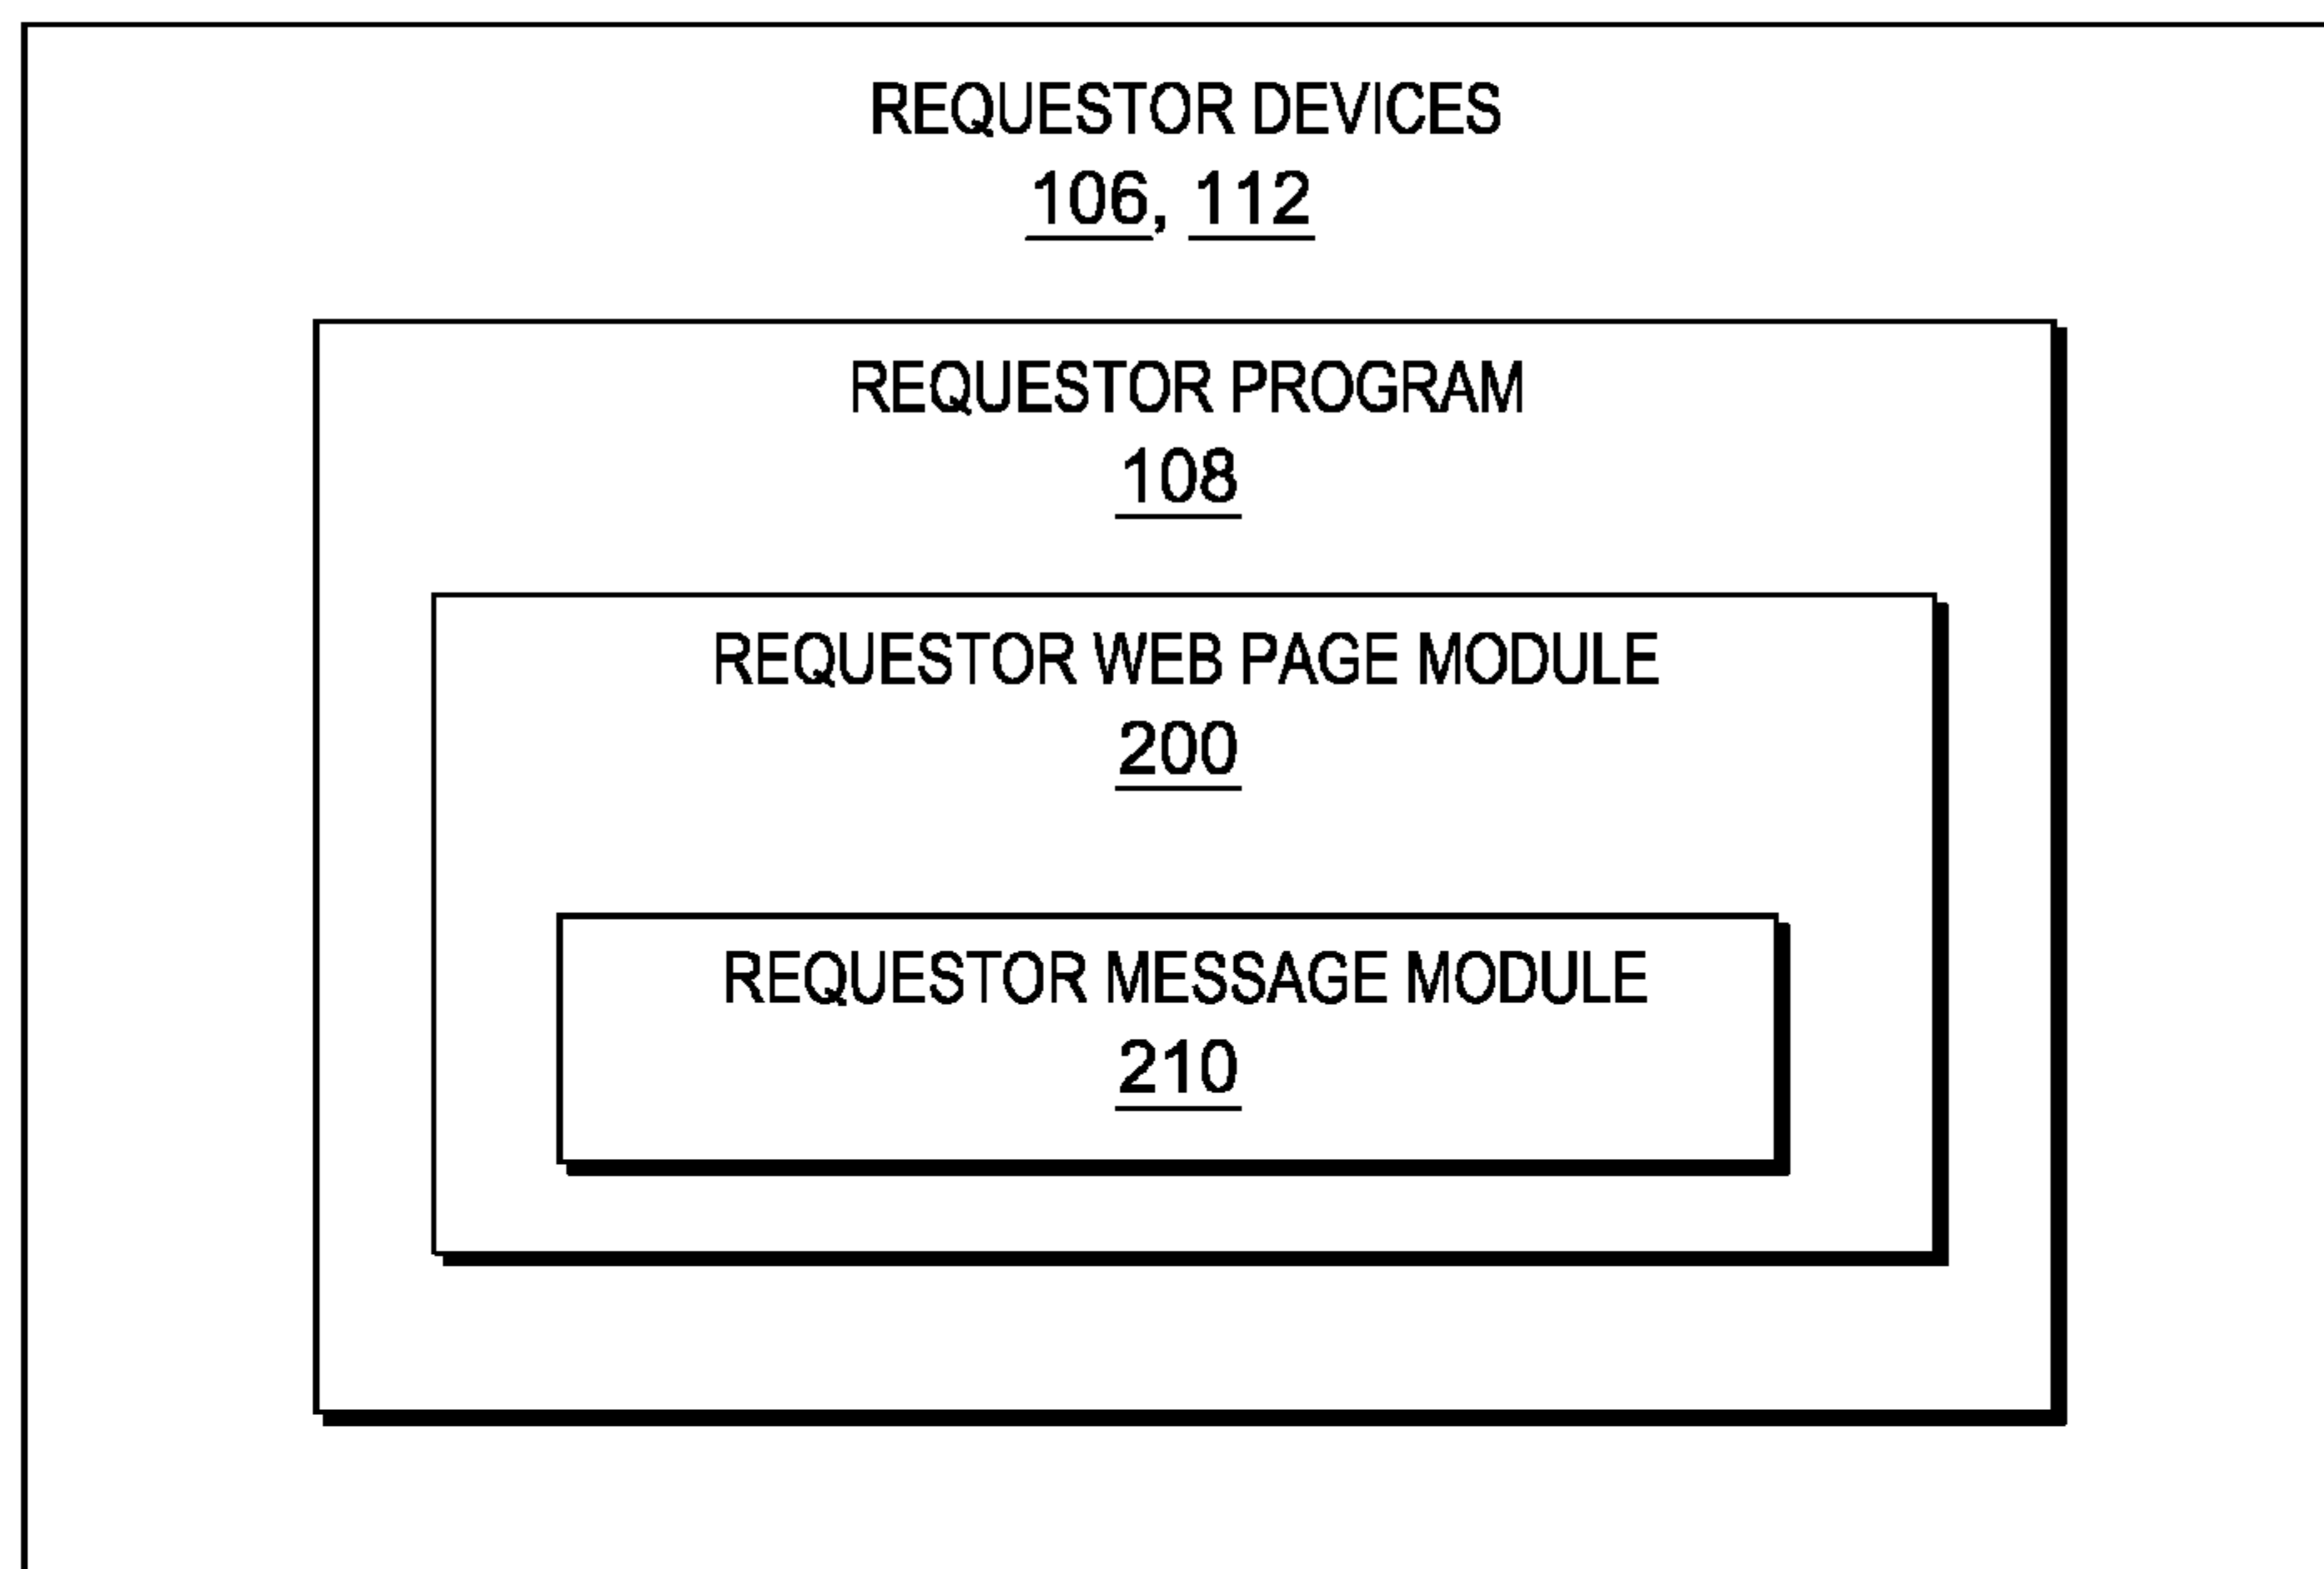 REQUESTOR DEVICES
106, 112
REQUESTOR PROGRAM
108
REQUESTOR WEB PAGE MODULE
200
REQUESTOR MESSAGE MODULE
210